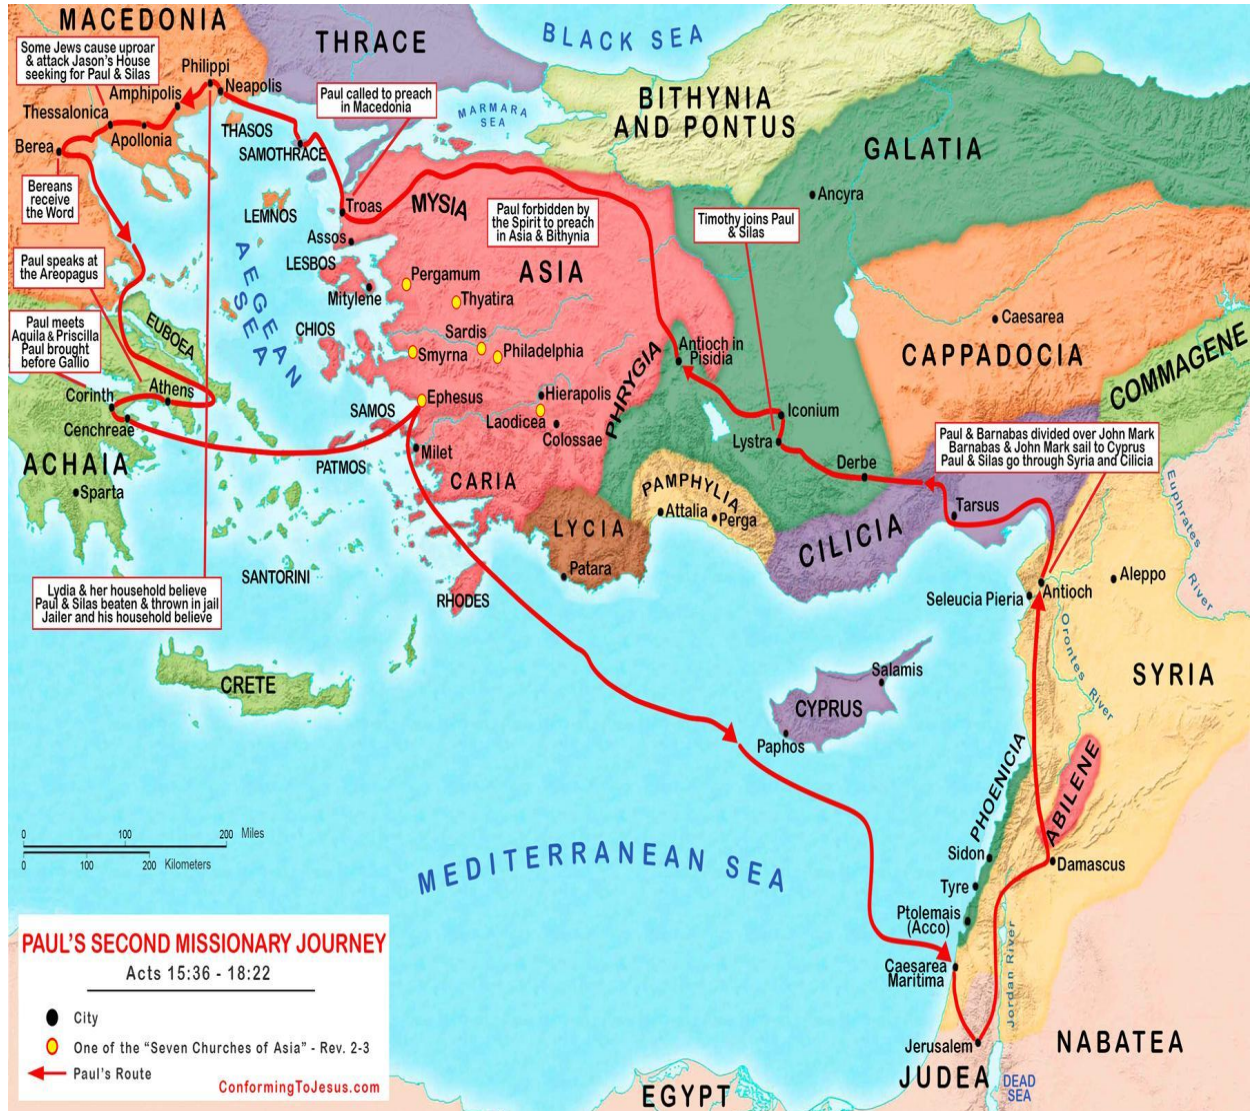 MACEDONIA
THRACE
BLACK SEA
Some Jews cause uproar
& attack Jason's House
seeking for Paul & Silas
Philippi
Neapolis
Amphipolis
Thessalonica
Apollonia
Berea
THASOS
SAMOTHRACE
Paul called to preach
in Macedonia
MARMARA
SEA
BITHYNIA
AND PONTUS
GALATIA
Ancyra
Bereans
receive
the Word
LEMNOS
Troas
MYSIA
Paul forbidden by
the Spirit to preach
in Asia & Bithynia
Timothy joins Paul
& Silas
Assos
LESBOS
Mitylene
AEGEAN
SEA
ASIA
Pergamum
Thyatira
Paul speaks at
the Areopagus
Paul meets
Aquila & Priscilla
Paul brought
before Gallio
EUBOEA
CHIOS
Sardis
Smyrna
Philadelphia
PHRYGIA
Antioch in
Pisidia
Caesarea
CAPPADOCIA
COMMAGENE
Corinth
Athens
Cenchreae
SAMOS
Ephesus
Hierapolis
Laodicea
Colossae
Iconium
Lystra
Derbe
Paul & Barnabas divided over John Mark
Barnabas & John Mark sail to Cyprus
Paul & Silas go through Syria and Cilicia
ACHAIA
Sparta
PATMOS
Milet
CARIA
LYCIA
PAMPHYLIA
Attalia
Perga
CILICIA
Tarsus
Euphrates
River
Patara
SANTORINI
RHODES
Lydia & her household believe
Paul & Silas beaten & thrown in jail
Jailer and his household believe
Seleucia Pieria
Antioch
Aleppo
Orontes River
SYRIA
CRETE
Salamis
CYPRUS
Paphos
PHOENICIA
ABILENE
0 100 200 Miles
0 100 200 Kilometers
MEDITERRANEAN SEA
Sidon
Damascus
Tyre
Ptolemais
(Acco)
Caesarea
Maritima
Jordan River
Jerusalem
JUDEA
DEAD
SEA
NABATEA
EGYPT
PAUL'S SECOND MISSIONARY JOURNEY
Acts 15:36 - 18:22
City
One of the "Seven Churches of Asia" - Rev. 2-3
Paul's Route
ConformingToJesus.com